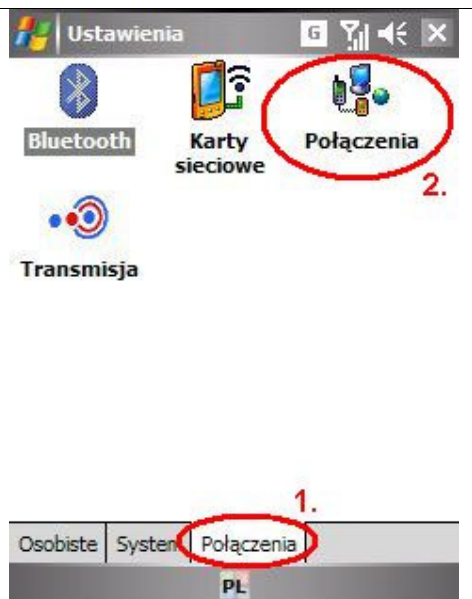 Ustawienia G
Bluetooth
Karty
sieciowe
Połączenia
2.
Transmisja
1.
Osobiste System Połączenia
PL